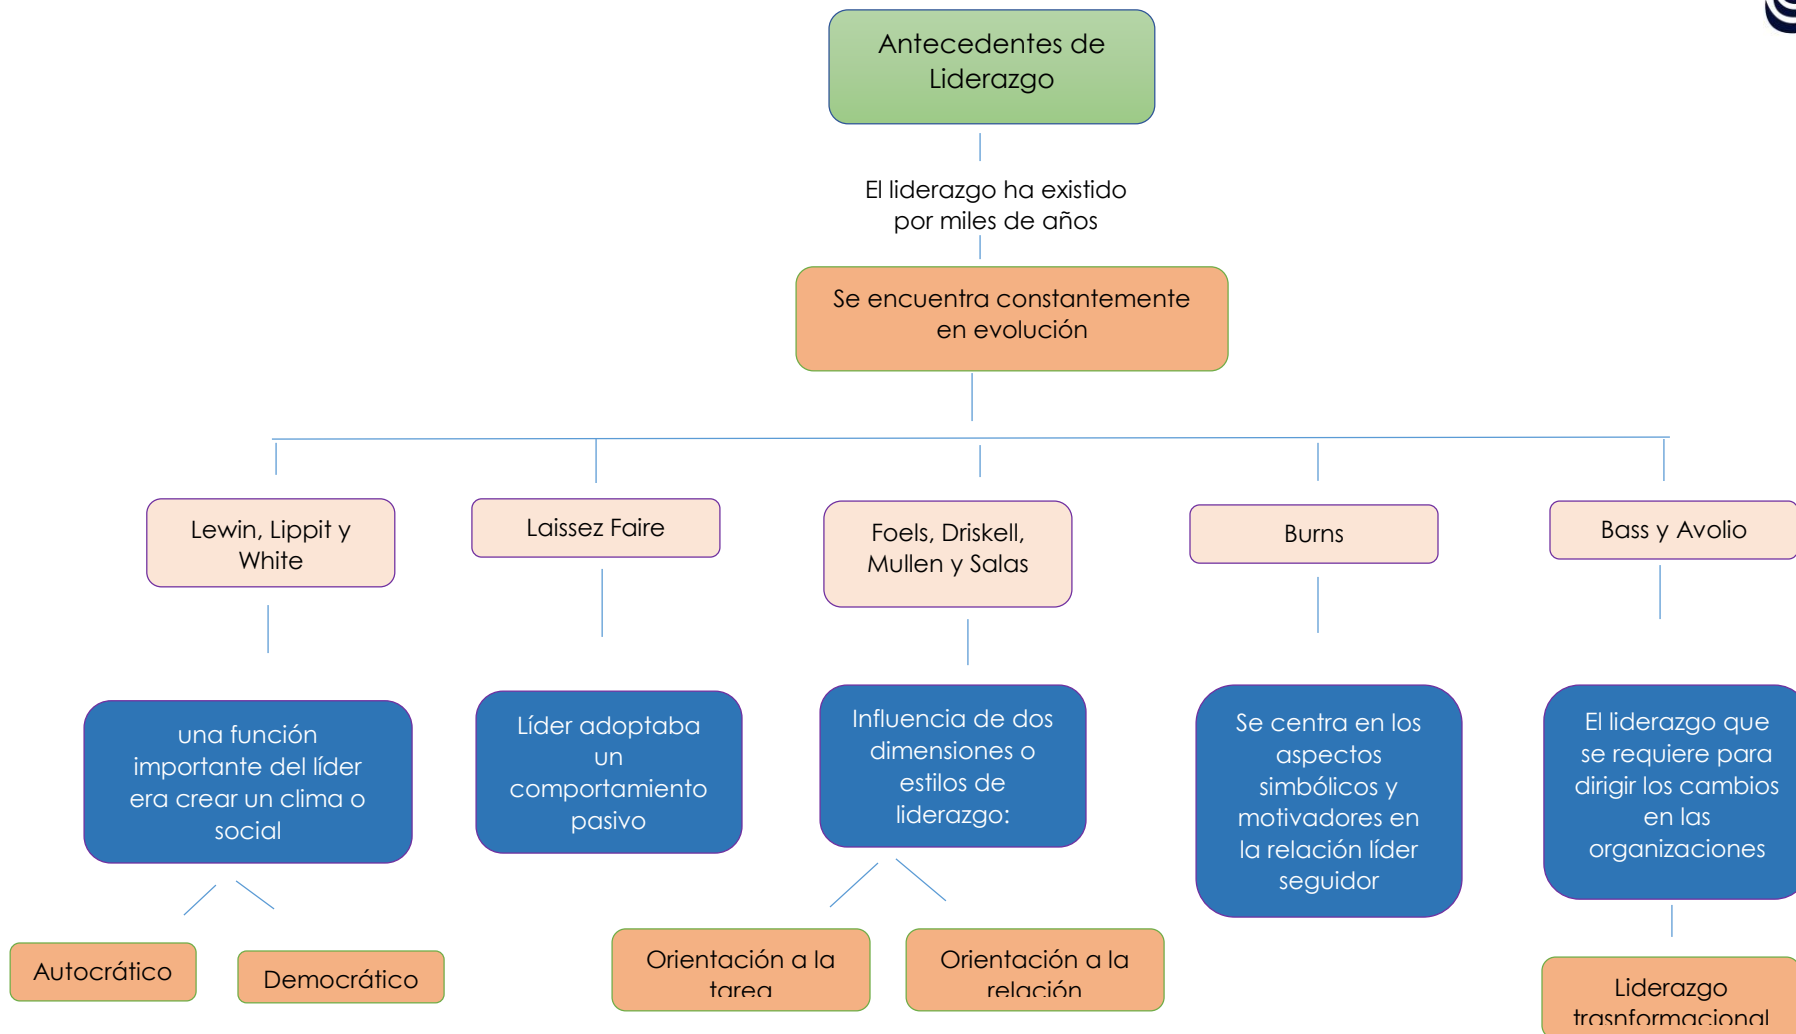 Antecedentes de
Liderazgo
El liderazgo ha existido
por miles de años
Se encuentra constantemente
en evolución
Lewin, Lippit y
White
Laissez Faire
Foels, Driskell,
Mullen y Salas
Burns
Bass y Avolio
una función
importante del líder
era crear un clima o
social
Líder adoptaba
un
comportamiento
pasivo
Influencia de dos
dimensiones o
estilos de
liderazgo:
Se centra en los
aspectos
simbólicos y
motivadores en
la relación líder
seguidor
El liderazgo que
se requiere para
dirigir los cambios
en las
organizaciones
Autocrático
Democrático
Orientación a la
tarea
Orientación a la
relación
Liderazgo
trasnformacional